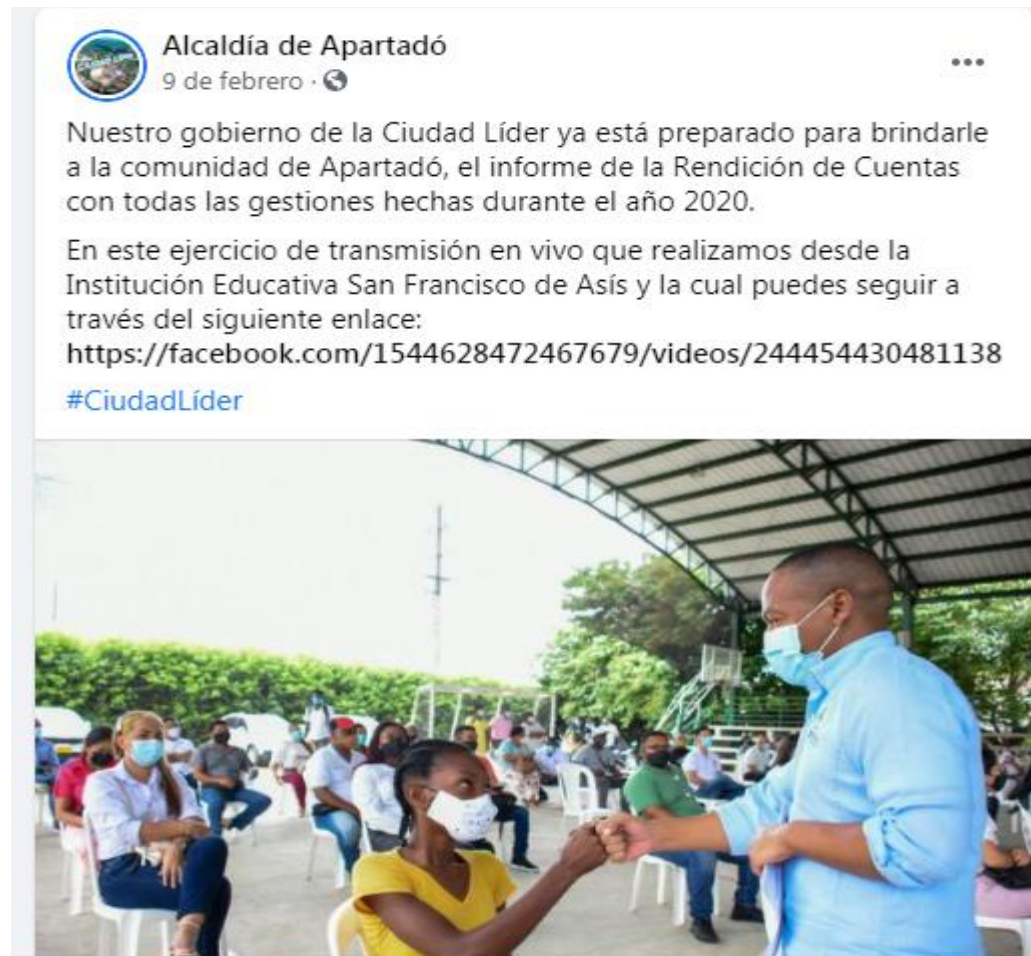 Alcaldía de Apartadó
9 de febrero ·
Nuestro gobierno de la Ciudad Líder ya está preparado para brindarle
a la comunidad de Apartadó, el informe de la Rendición de Cuentas
con todas las gestiones hechas durante el año 2020.
En este ejercicio de transmisión en vivo que realizamos desde la
Institución Educativa San Francisco de Asís y la cual puedes seguir a
través del siguiente enlace:
https://facebook.com/1544628472467679/videos/244454430481138
#CiudadLíder